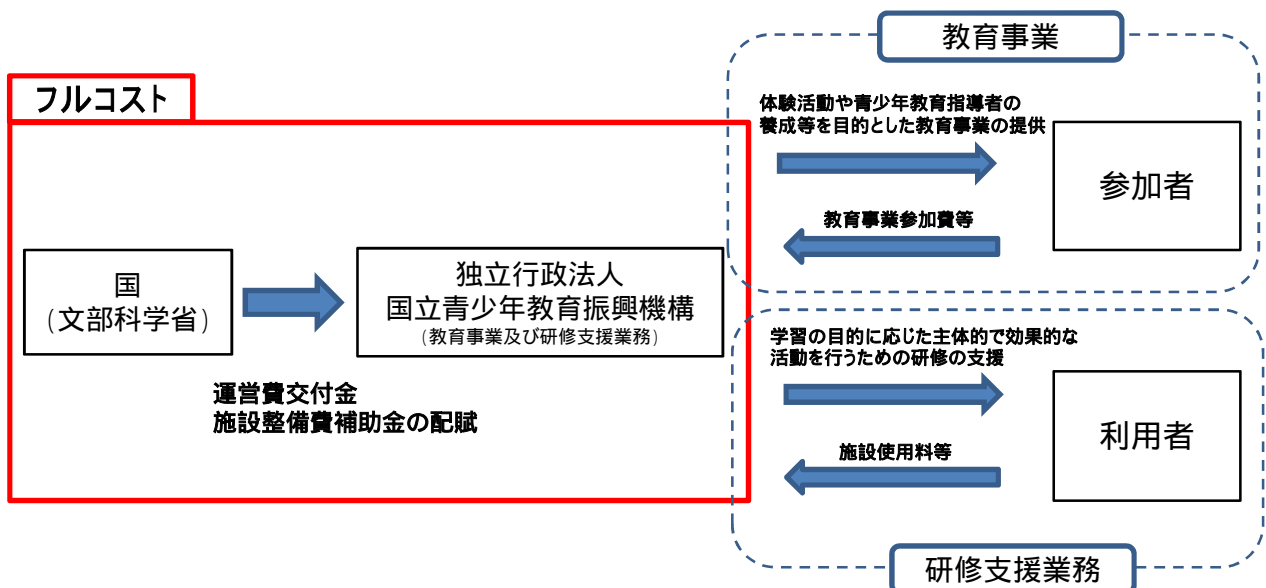 フルコスト
国
(文部科学省)
運営費交付金
施設整備費補助金の配賦
独立行政法人
国立青少年教育振興機構
(教育事業及び研修支援業務)
教育事業
体験活動や青少年教育指導者の
養成等を目的とした教育事業の提供
教育事業参加費等
参加者
学習の目的に応じた主体的で効果的な
活動を行うための研修の支援
施設使用料等
利用者
研修支援業務